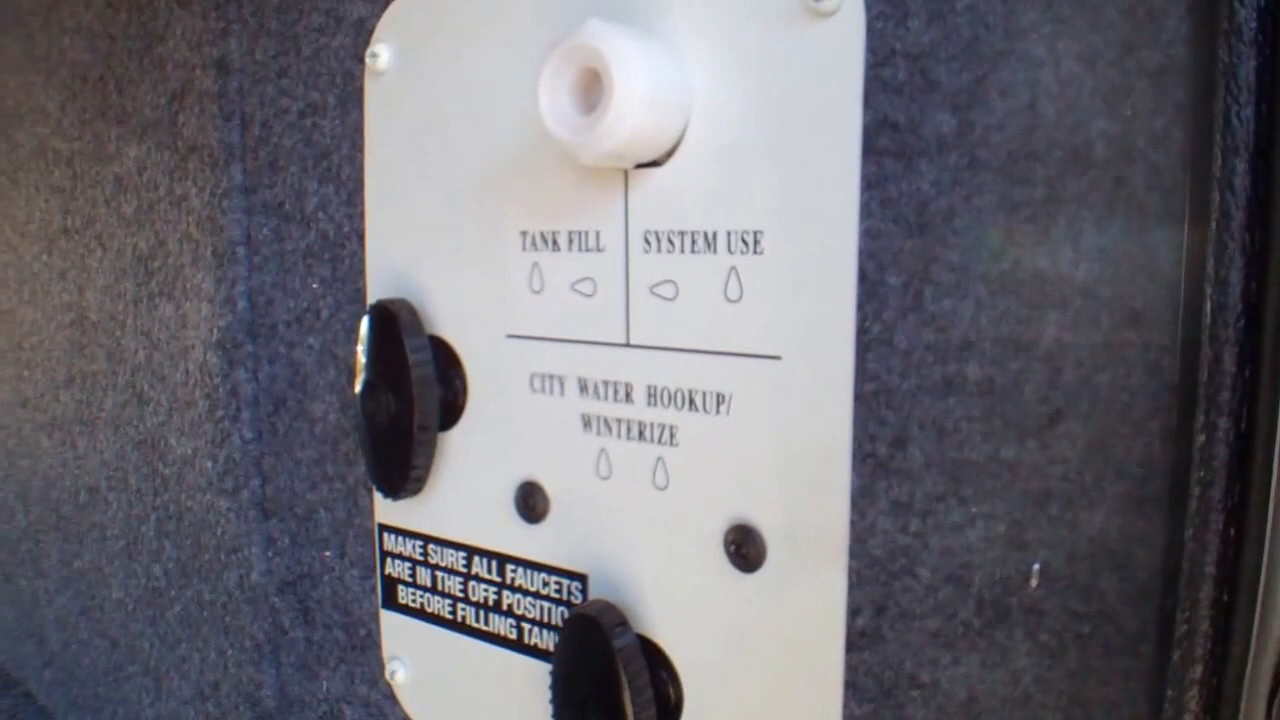 TANK FILL
SYSTEM USE
CITY WATER HOOKUP/
WINTERIZE
MAKE SURE ALL FAUCETS
ARE IN THE OFF POSITIO
BEFORE FILLING TAN